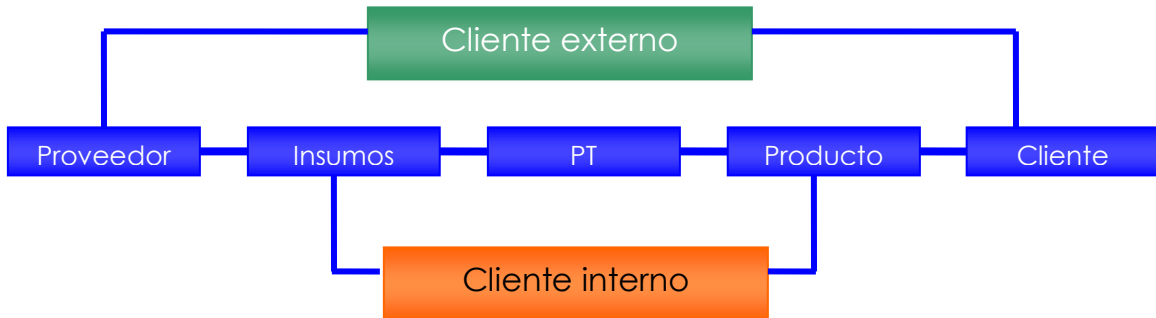 Cliente externo
Proveedor
Insumos
PT
Producto
Cliente
Cliente interno